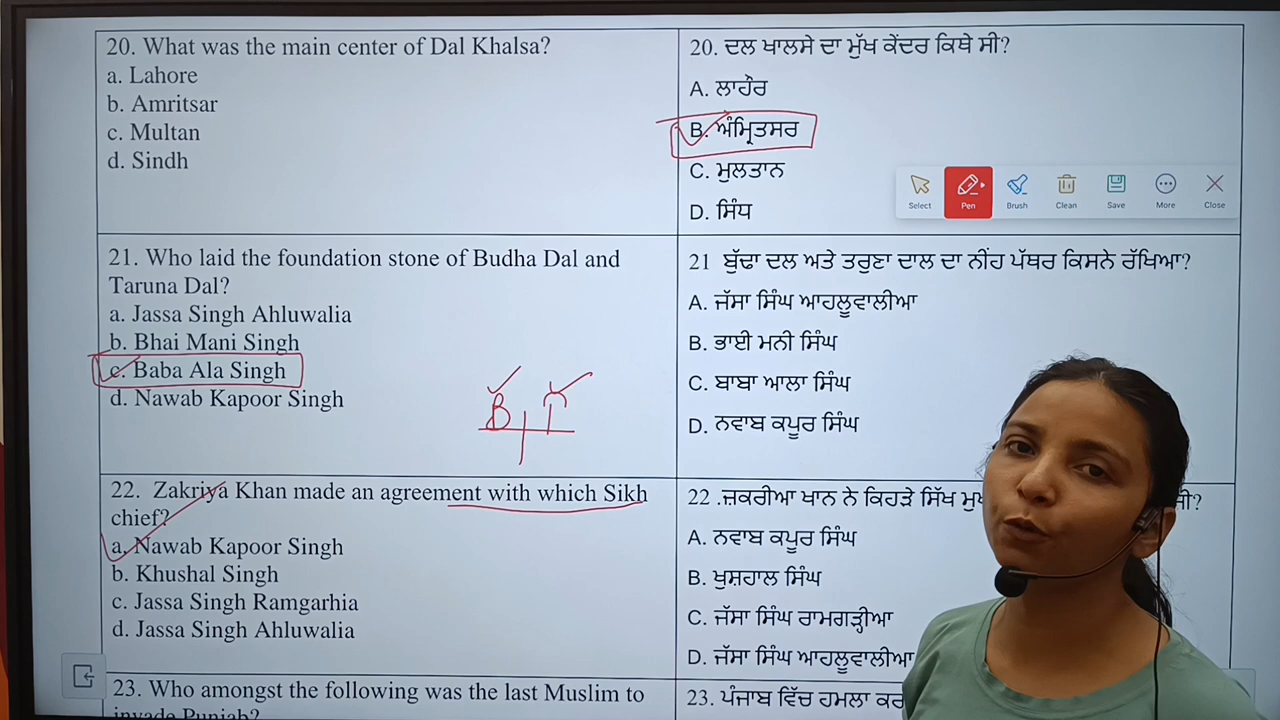 20. What was the main center of Dal Khalsa?
a. Lahore
b. Amritsar
c. Multan
d. Sindh
20. ਦਲ ਖਾਲਸੇ ਦਾ ਮੁੱਖ ਕੇਂਦਰ ਕਿਥੇ ਸੀ?
A. ਲਾਹੌਰ
B. ਅੰਮ੍ਰਿਤਸਰ
C. ਮੁਲਤਾਨ
D. ਸਿੰਧ
Select Pen Brush Clean Save More Close
21. Who laid the foundation stone of Budha Dal and
Taruna Dal?
a. Jassa Singh Ahluwalia
b. Bhai Mani Singh
c. Baba Ala Singh
d. Nawab Kapoor Singh
B T
21 ਬੁੱਢਾ ਦਲ ਅਤੇ ਤਰੁਣਾ ਦਾਲ ਦਾ ਨੀਂਹ ਪੱਥਰ ਕਿਸਨੇ ਰੱਖਿਆ?
A. ਜੱਸਾ ਸਿੰਘ ਆਹਲੂਵਾਲੀਆ
B. ਭਾਈ ਮਨੀ ਸਿੰਘ
C. ਬਾਬਾ ਆਲਾ ਸਿੰਘ
D. ਨਵਾਬ ਕਪੂਰ ਸਿੰਘ
22. Zakriya Khan made an agreement with which Sikh
chief?
a. Nawab Kapoor Singh
b. Khushal Singh
c. Jassa Singh Ramgarhia
d. Jassa Singh Ahluwalia
22 .ਜ਼ਕਰੀਆ ਖਾਨ ਨੇ ਕਿਹੜੇ ਸਿੱਖ ਸੀ?
A. ਨਵਾਬ ਕਪੂਰ ਸਿੰਘ
B. ਖੁਸ਼ਹਾਲ ਸਿੰਘ
C. ਜੱਸਾ ਸਿੰਘ ਰਾਮਗੜ੍ਹੀਆ
D. ਜੱਸਾ ਸਿੰਘ ਆਹਲੂਵਾਲੀਆ
23. Who amongst the following was the last Muslim to
invade Punjab?
23. ਪੰਜਾਬ ਵਿੱਚ ਹਮਲਾ